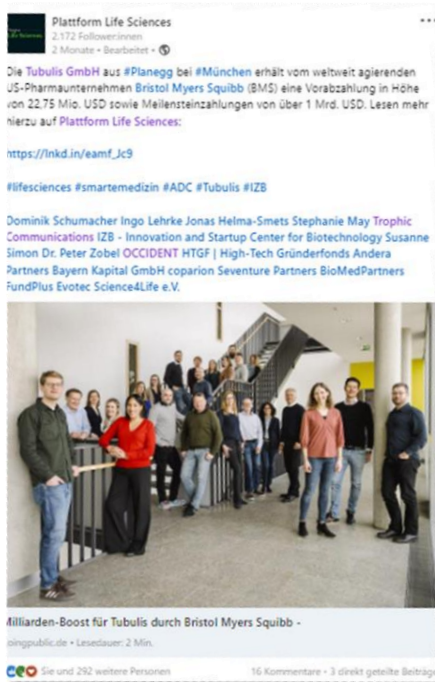 Plattform Life Sciences
2.172 Follower:innen
2 Monate • Bearbeitet •
Die Tubulis GmbH aus #Planegg bei #München erhält vom weltweit agierenden
US-Pharmaunternehmen Bristol Myers Squibb (BMS) eine Vorabzahlung in Höhe
von 22,75 Mio. USD sowie Meilensteinzahlungen von über 1 Mrd. USD. Lesen mehr
hierzu auf Plattform Life Sciences:
https://lnkd.in/eamf_Jc9
#lifesciences #smartemedizin #ADC #Tubulis #IZB
Dominik Schumacher Ingo Lehrke Jonas Helma-Smets Stephanie May Trophic
Communications IZB - Innovation and Startup Center for Biotechnology Susanne
Simon Dr. Peter Zobel OCCIDENT HTGF | High-Tech Gründerfonds Andera
Partners Bayern Kapital GmbH coparion Seventure Partners BioMedPartners
FundPlus Evotec Science4Life e.V.
Milliarden-Boost für Tubulis durch Bristol Myers Squibb -
goingpublic.de • Lesedauer: 2 Min.
Sie und 292 weitere Personen
16 Kommentare • 3 direkt geteilte Beiträge